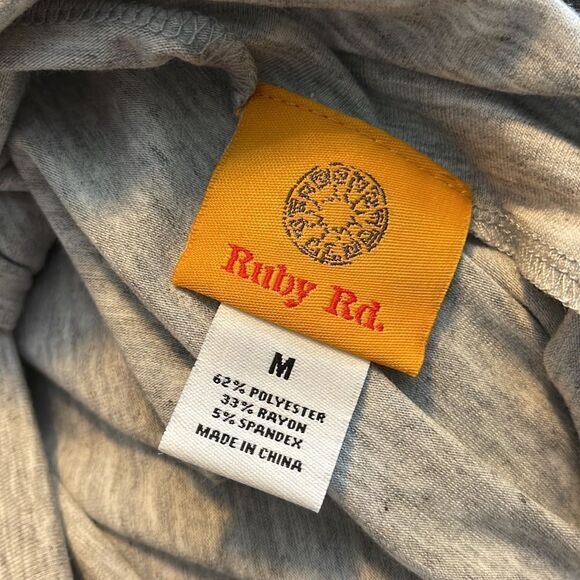 Ruby Rd.
M
62% POLYESTER
33% RAYON
5% SPANDEX
MADE IN CHINA